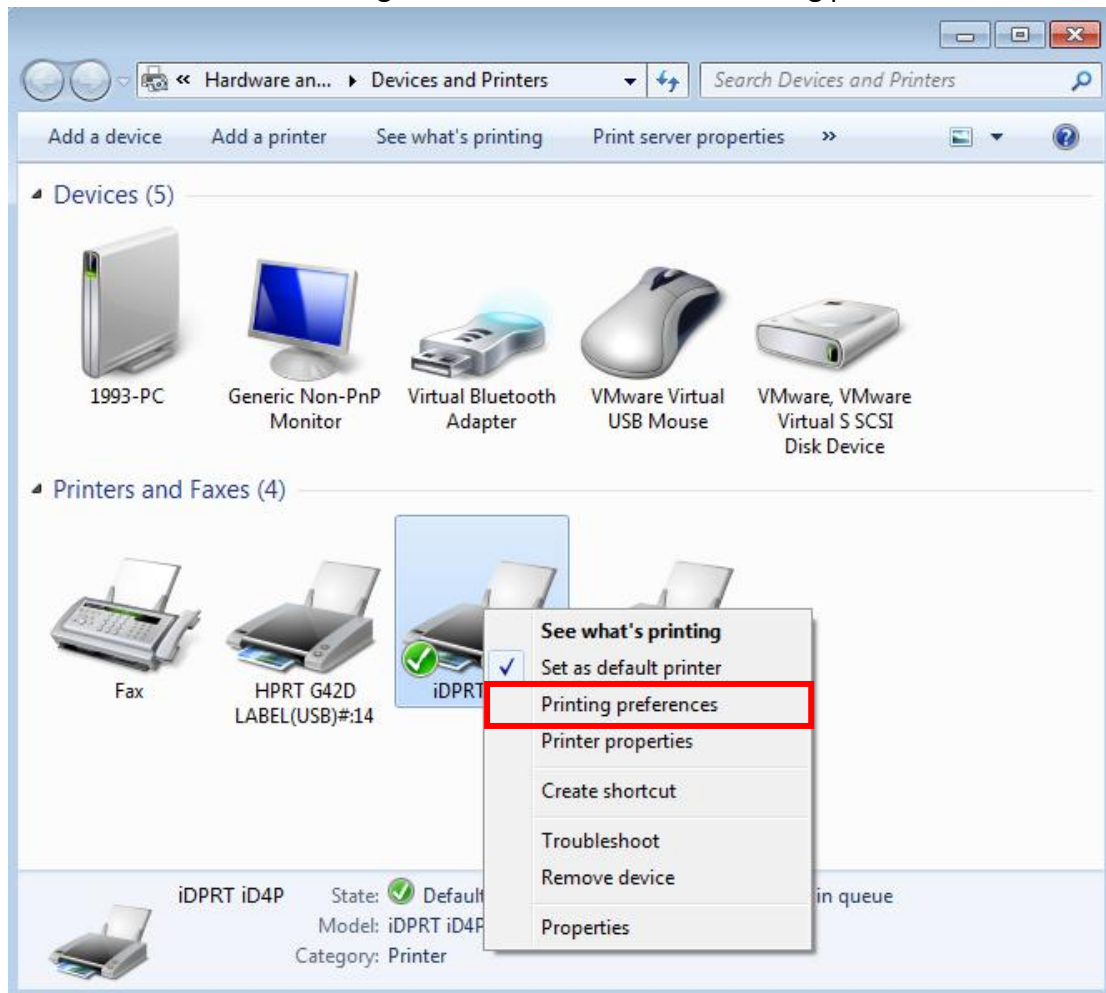 « Hardware an... ▸ Devices and Printers
Search Devices and Printers
Add a device Add a printer See what's printing Print server properties »
Devices (5)
1993-PC
Generic Non-PnP
Monitor
Virtual Bluetooth
Adapter
VMware Virtual
USB Mouse
VMware, VMware
Virtual S SCSI
Disk Device
Printers and Faxes (4)
Fax
HPRT G42D
LABEL(USB)#:14
iDPRT
See what's printing
Set as default printer
Printing preferences
Printer properties
Create shortcut
Troubleshoot
Remove device
Properties
iDPRT iD4P State: Default in queue
Model: iDPRT iD4P
Category: Printer